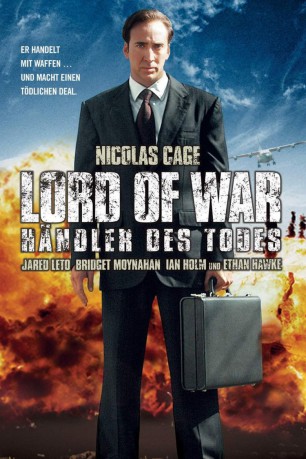 ER HANDELT
MIT WAFFEN ...
UND MACHT EINEN
TÖDLICHEN DEAL.
NICOLAS CAGE
LORD OF WAR
HÄNDLER DES TODES
JARED LETO, BRIDGET MOYNAHAN, IAN HOLM UND ETHAN HAWKE